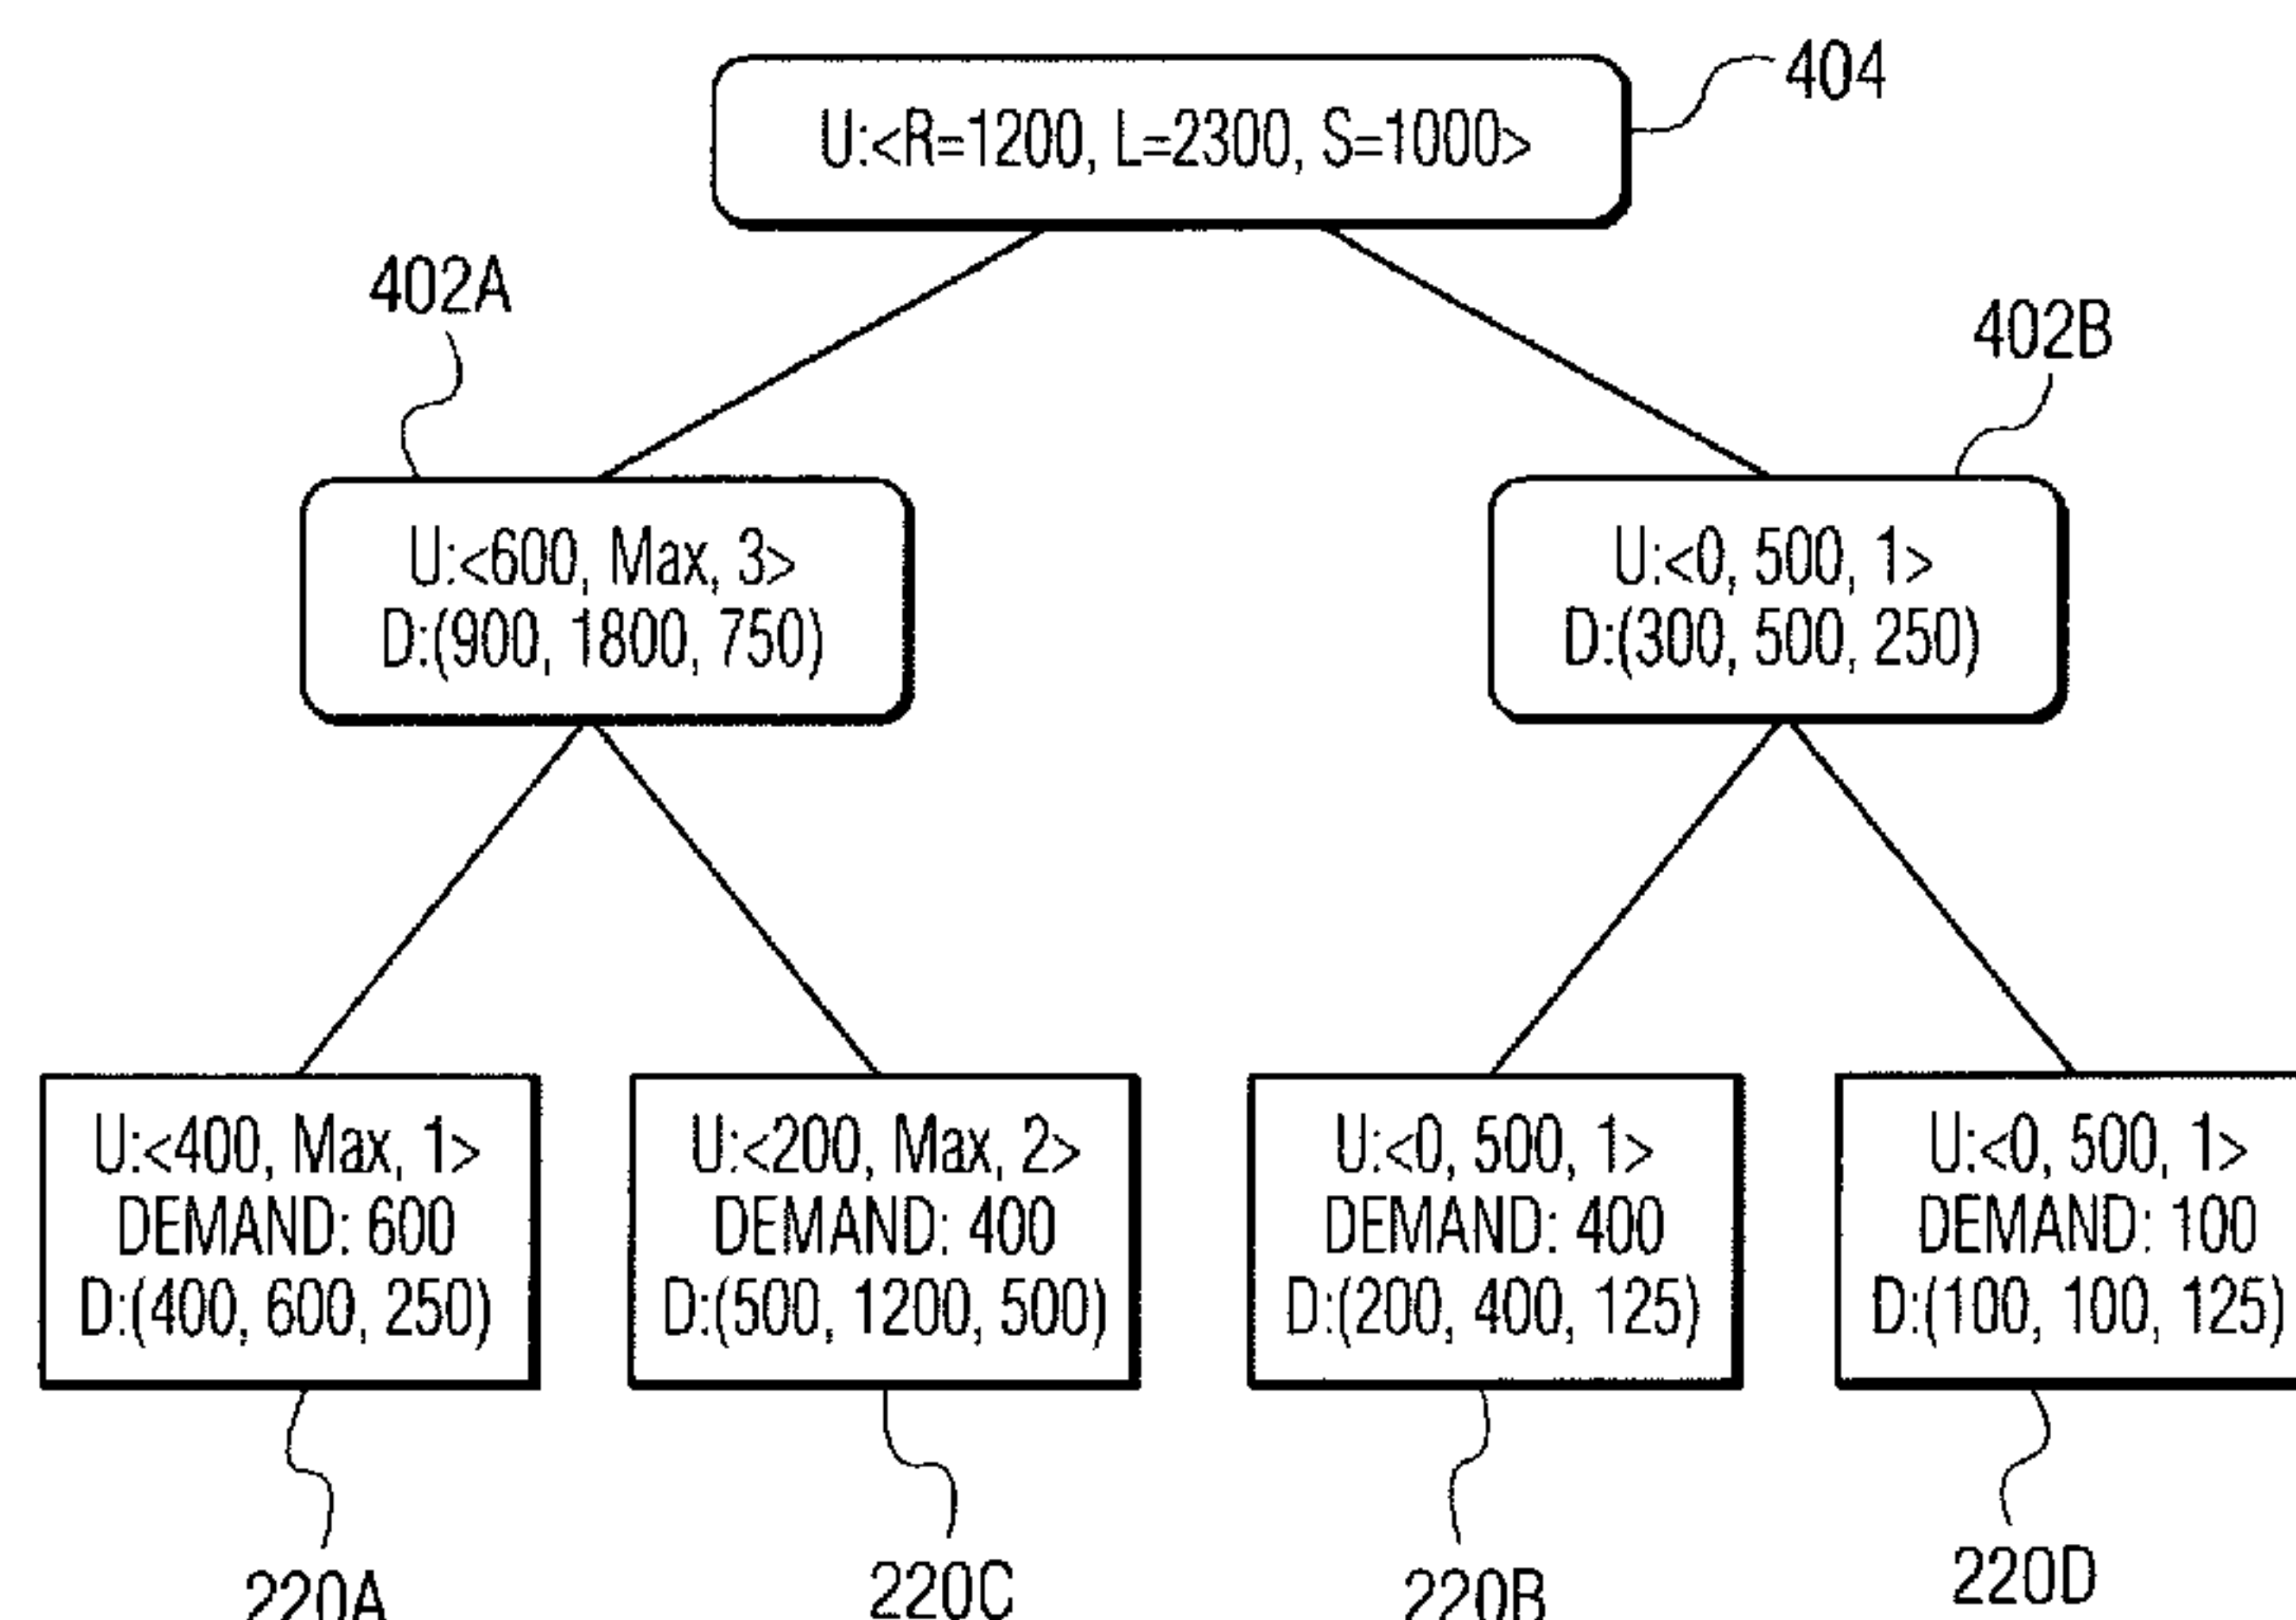 404
U:<R=1200, L=2300, S=1000>
402A
402B
U:<600, Max, 3>
D:(900, 1800, 750)
U:<0, 500, 1>
D:(300, 500, 250)
U:<400, Max, 1>
DEMAND: 600
D:(400, 600, 250)
U:<200, Max, 2>
DEMAND: 400
D:(500, 1200, 500)
U:<0, 500, 1>
DEMAND: 400
D:(200, 400, 125)
U:<0, 500, 1>
DEMAND: 100
D:(100, 100, 125)
220A
220C
220B
220D